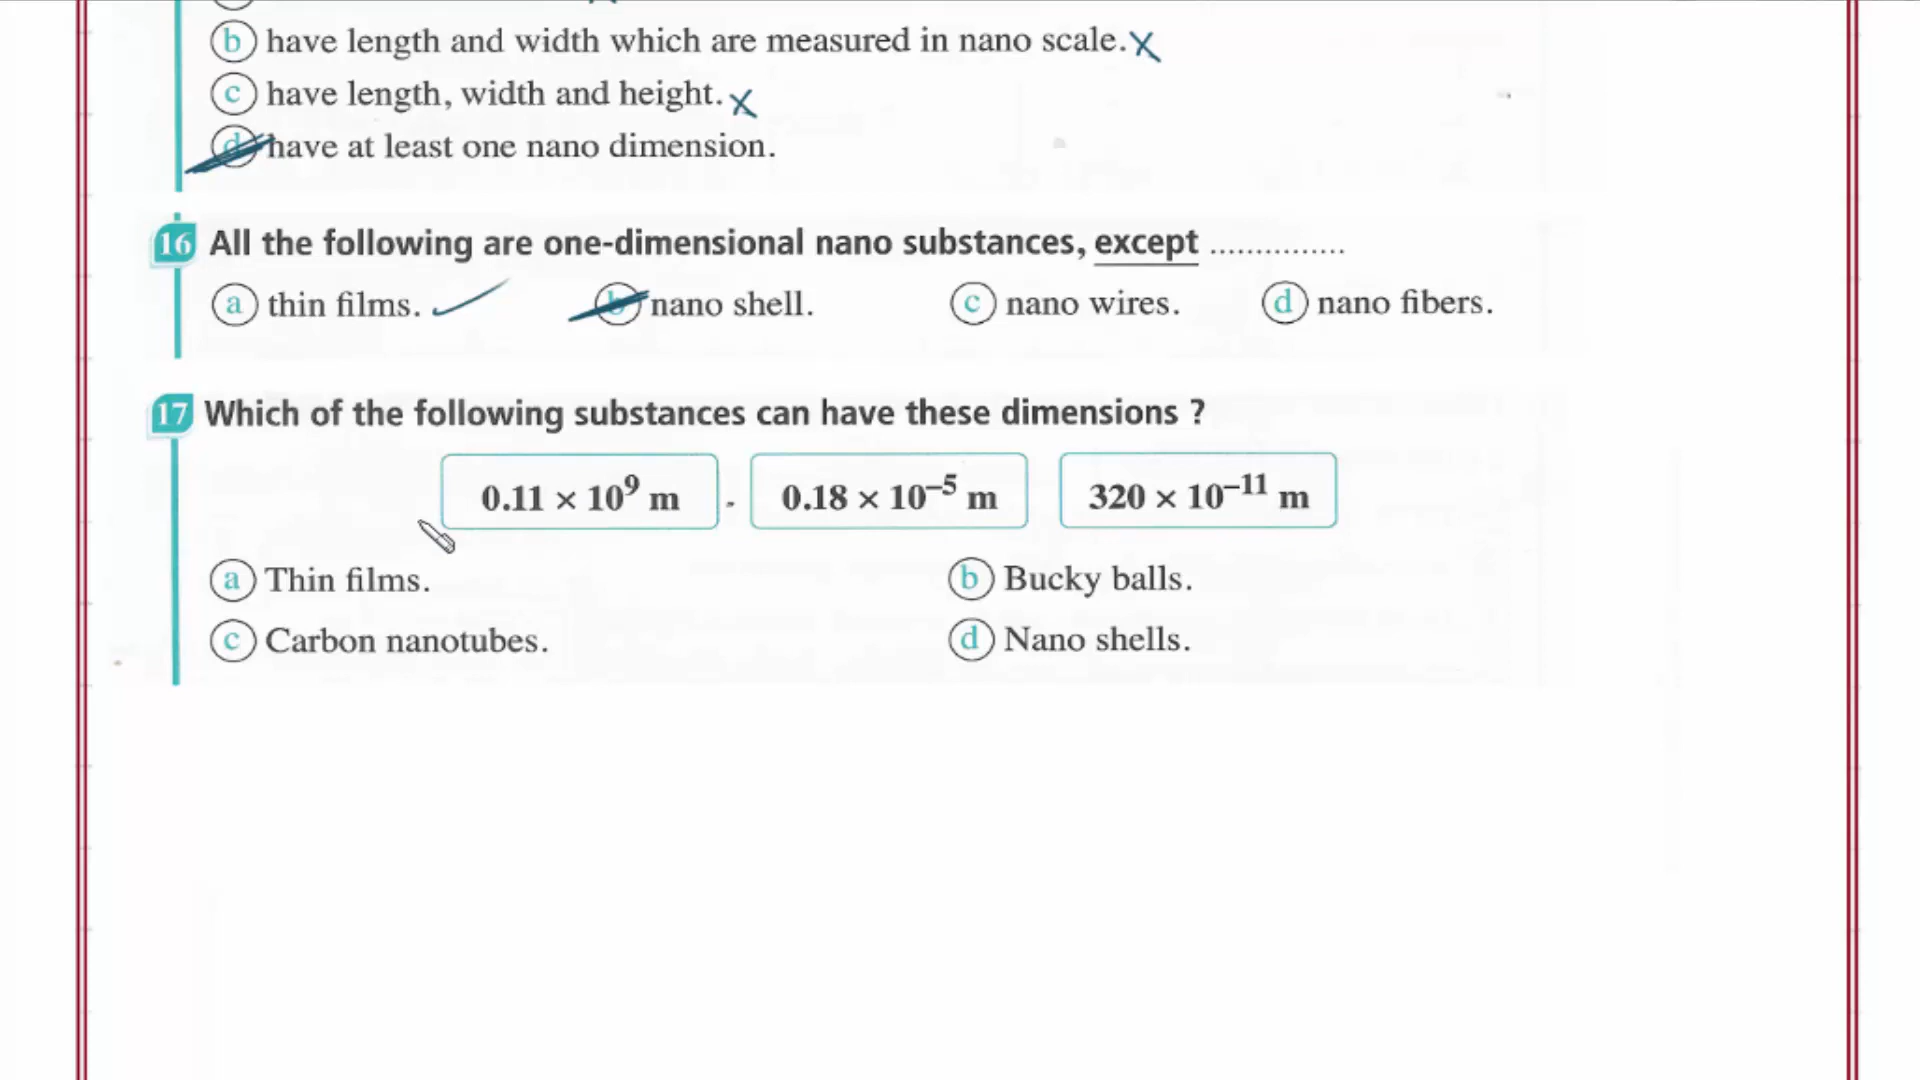 b have length and width which are measured in nano scale.
c have length, width and height.
d have at least one nano dimension.
16 All the following are one-dimensional nano substances, except ...............
a thin films. b nano shell. c nano wires. d nano fibers.
17 Which of the following substances can have these dimensions ?
0.11 × 10⁹ m - 0.18 × 10⁻⁵ m 320 × 10⁻¹¹ m
a Thin films. b Bucky balls.
c Carbon nanotubes. d Nano shells.